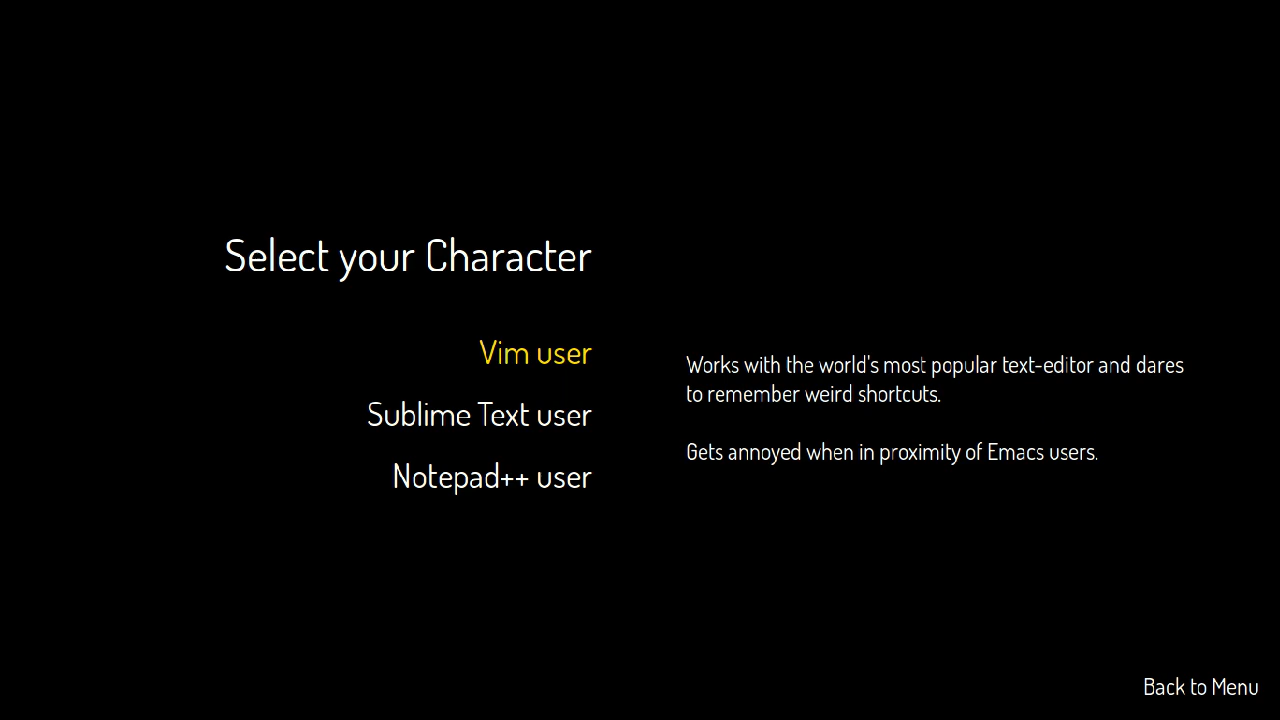 Select your Character
Vim user
Sublime Text user
Notepad++ user
Works with the world's most popular text-editor and dares
to remember weird shortcuts.
Gets annoyed when in proximity of Emacs users.
Back to Menu